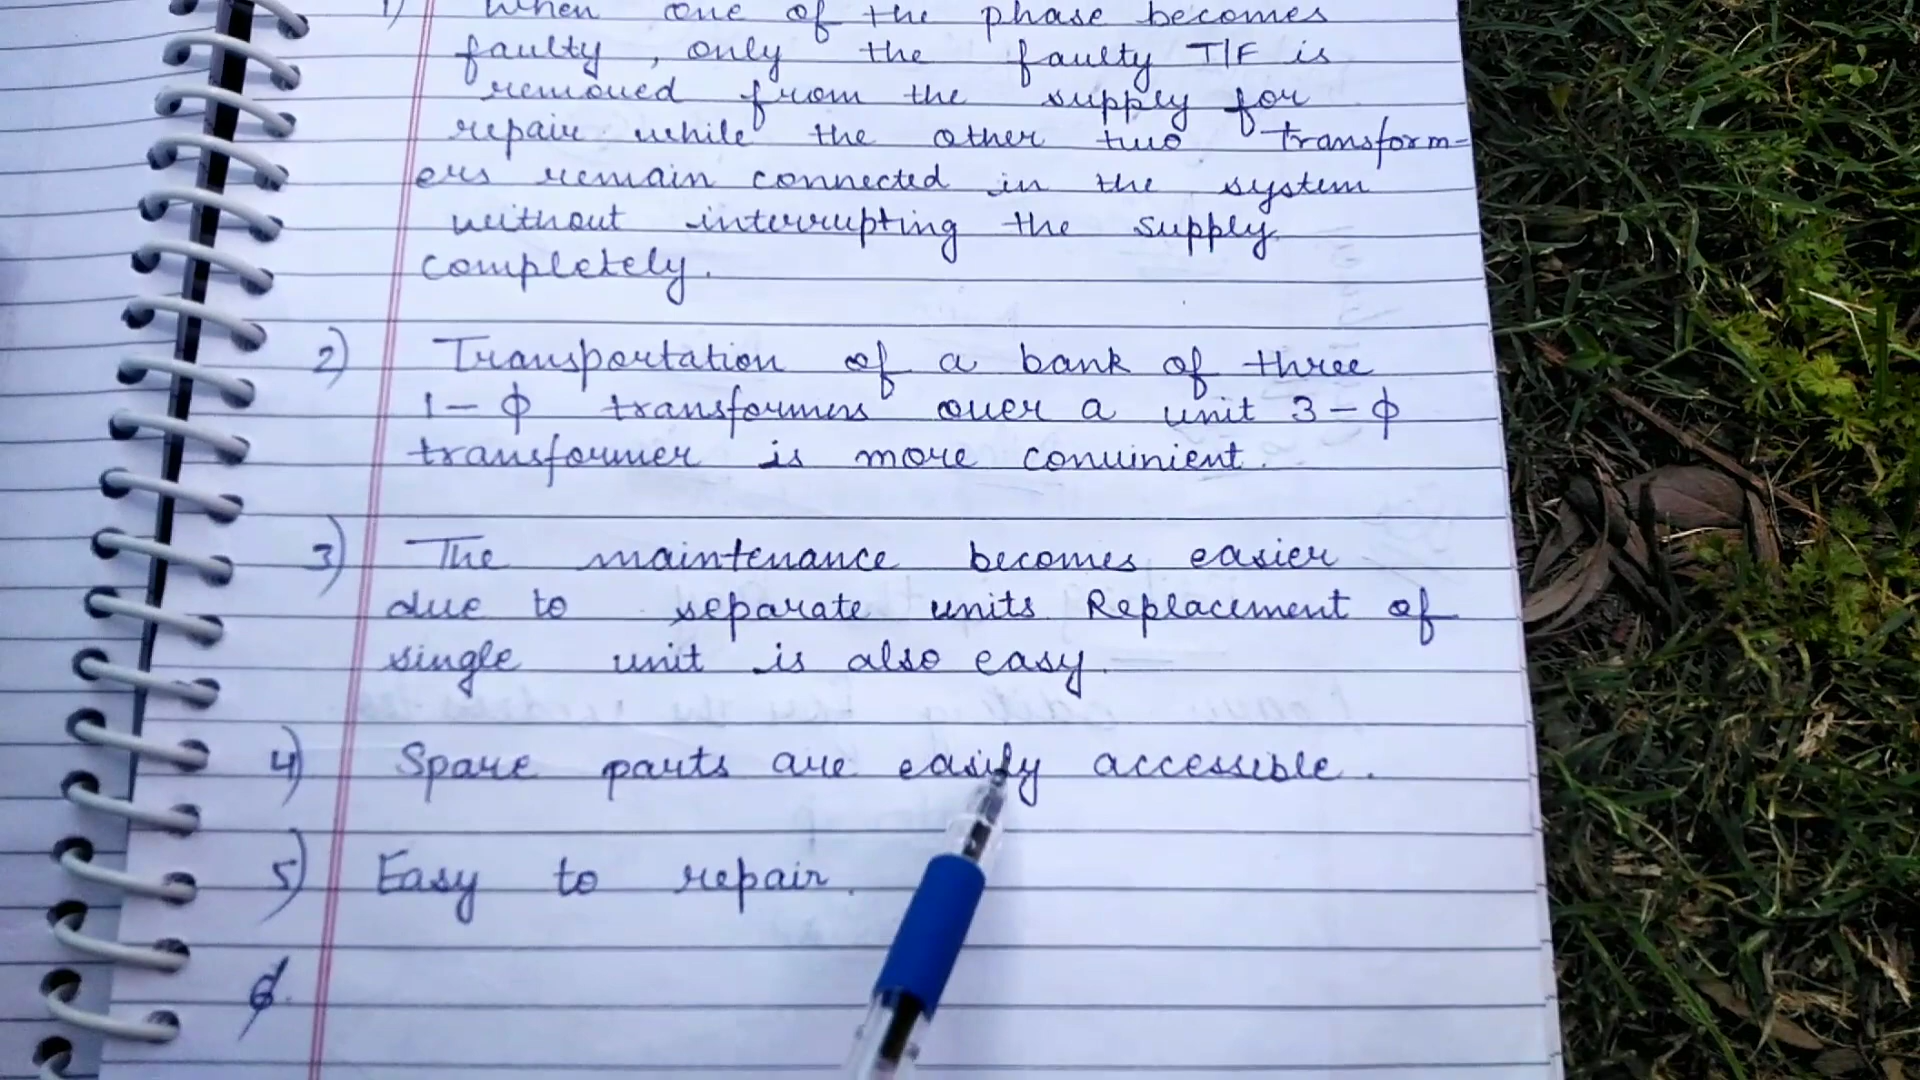 1) When one of the phase becomes
faulty, only the faulty T/F is
removed from the supply for
repair while the other two transform-
ers remain connected in the system
without interrupting the supply
completely.
2) Transportation of a bank of three
1-ϕ transformers over a unit 3-ϕ
transformer is more conuinient.
3) The maintenance becomes easier
due to separate units. Replacement of
single unit is also easy.
4) Spare parts are easily accessible.
5) Easy to repair.
6.